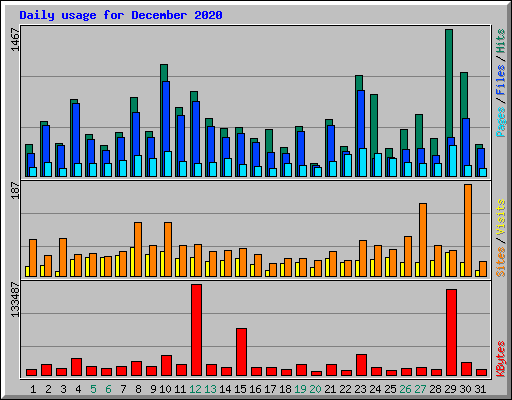 Daily usage for December 2020
1467
187
133487
Pages / Files / Hits
Sites / Visits
KBytes
1 2 3 4 5 6 7 8 9 10 11 12 13 14 15 16 17 18 19 20 21 22 23 24 25 26 27 28 29 30 31